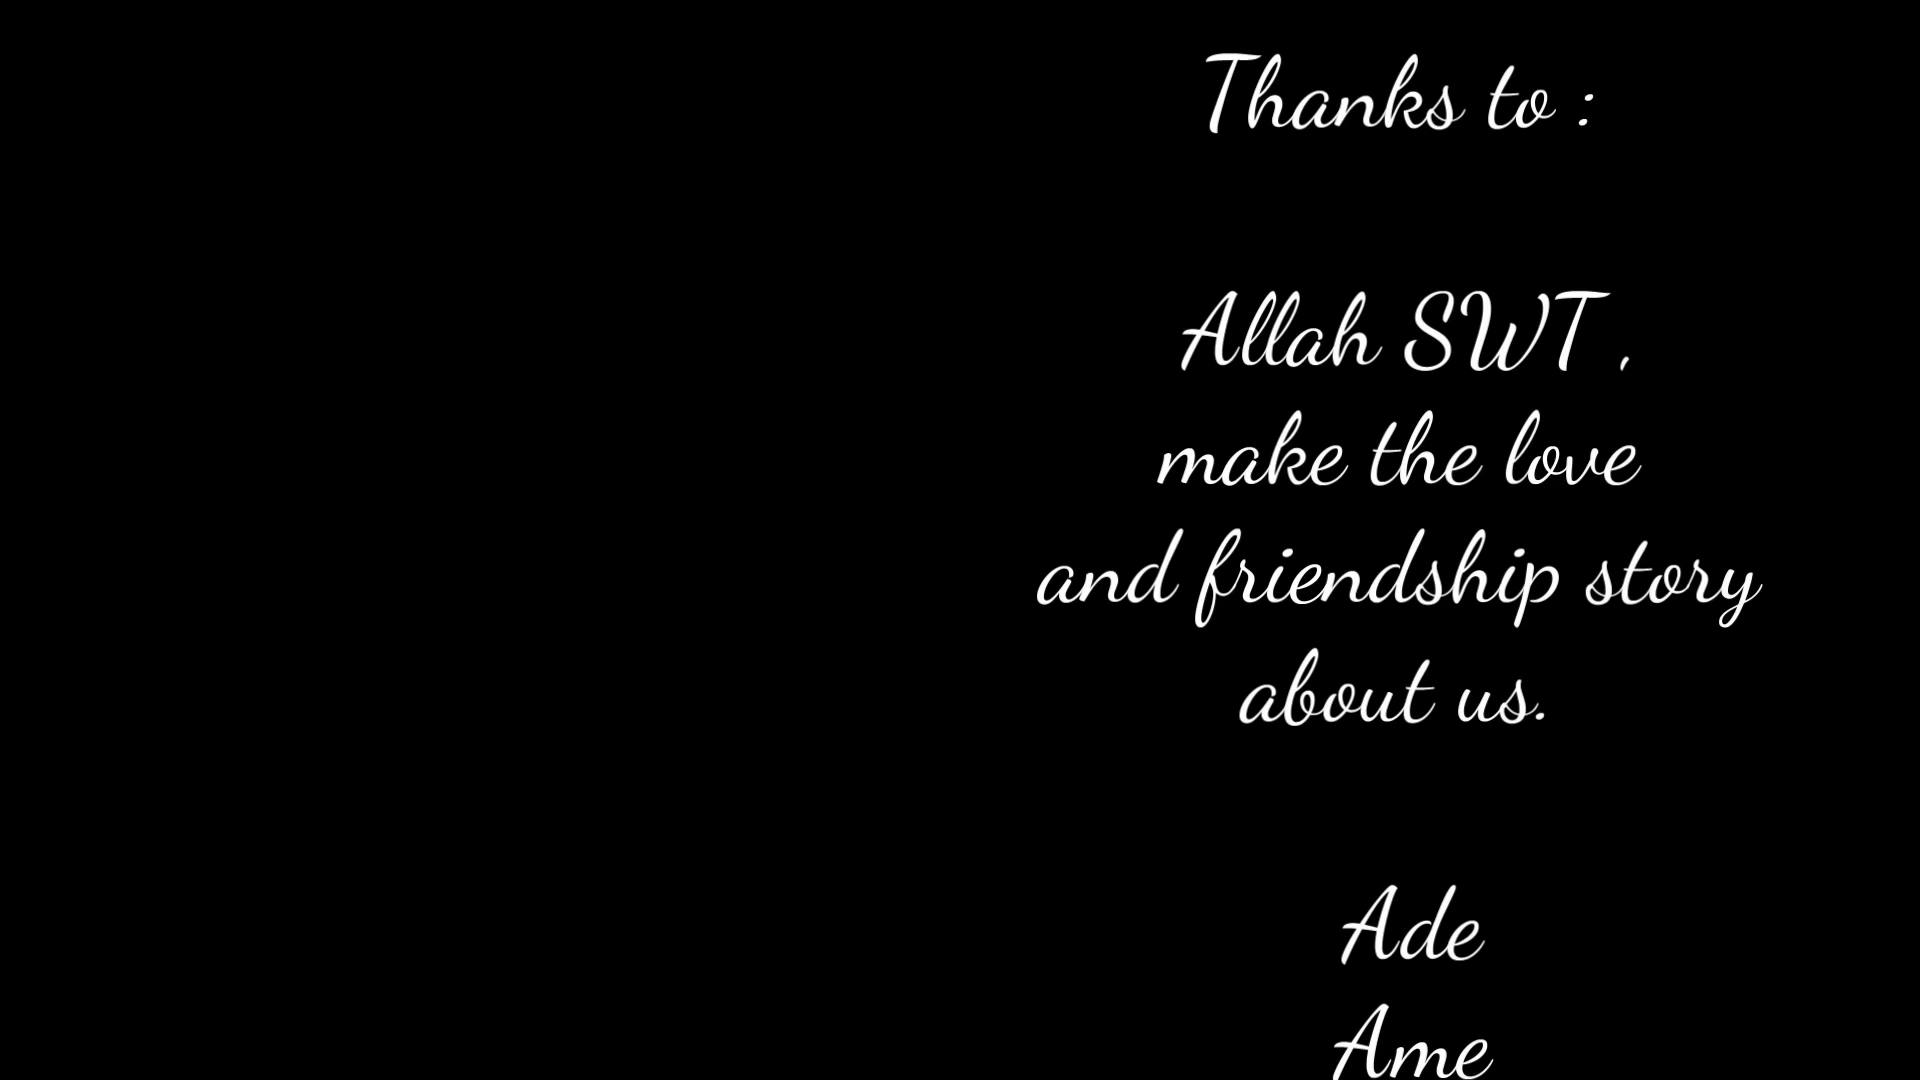 Thanks to :
Allah SWT ,
make the love
and friendship story
about us.
Ade
Ame